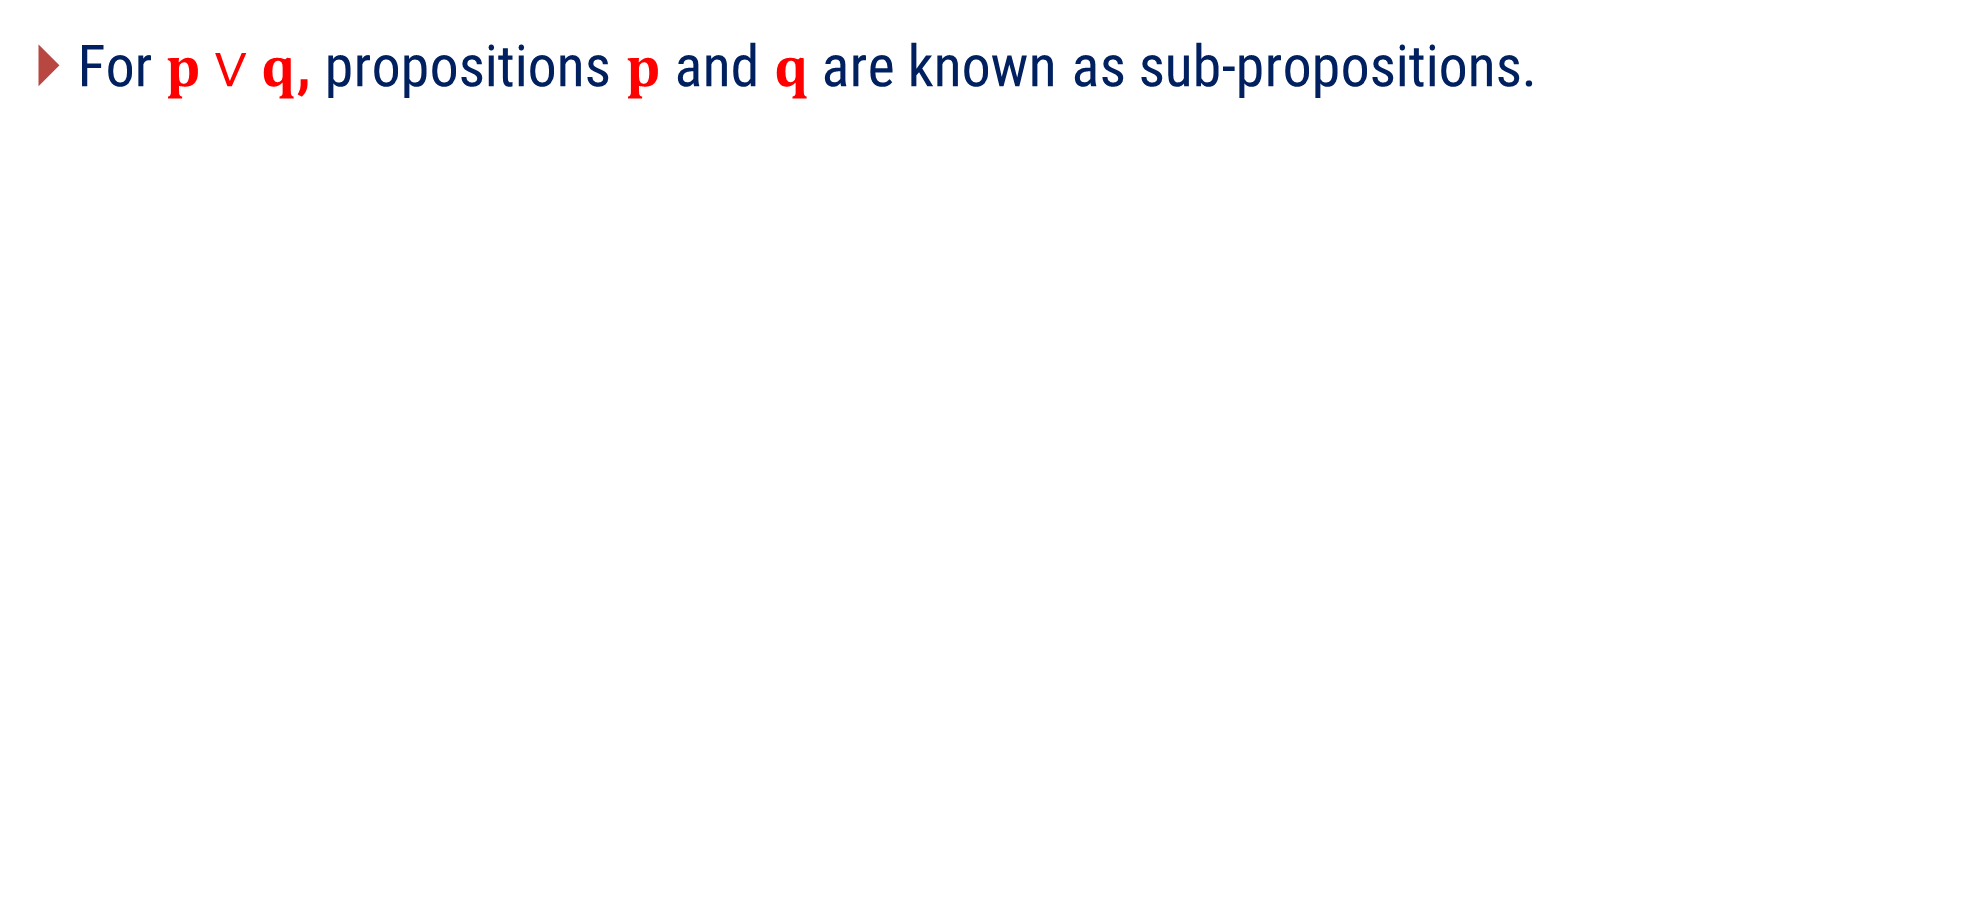 For p ∨ q, propositions p and q are known as sub-propositions.